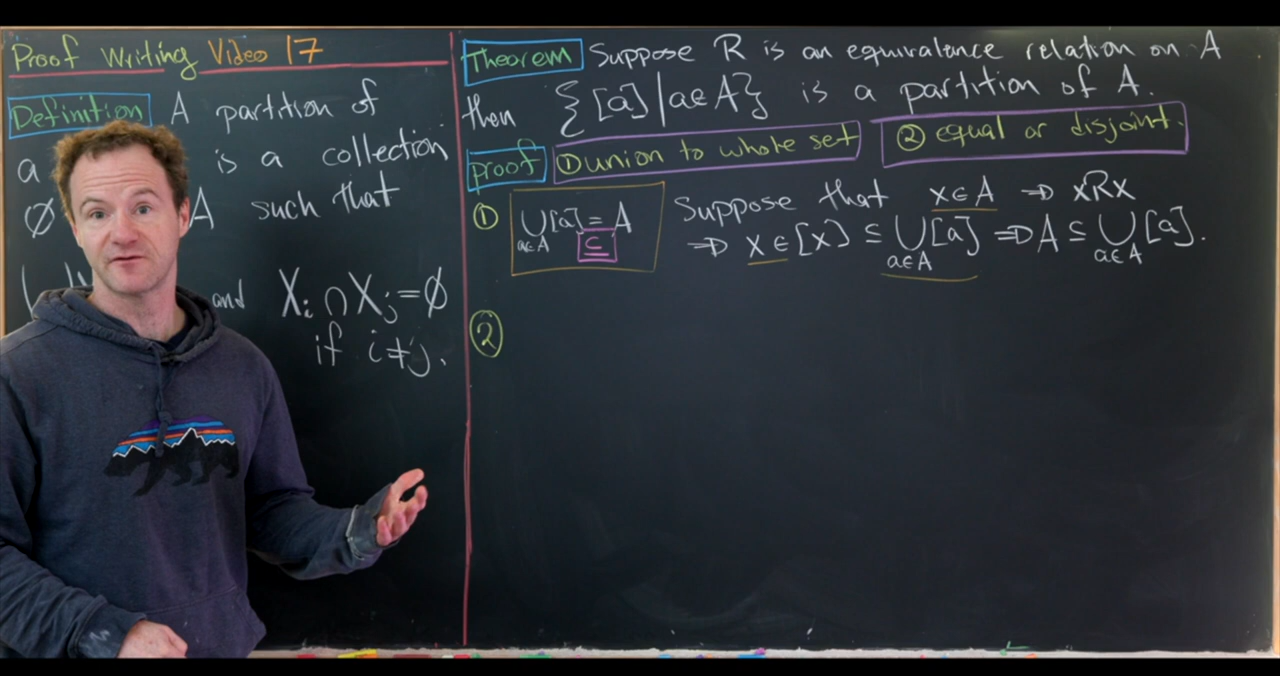 Proof Writing Video 17
Definition A partition of
a is a collection
∅ A such that
and Xᵢ ∩ Xⱼ = ∅
if i ≠ j.
Theorem Suppose R is an equivalence relation on A
then {[a] | a∈A} is a partition of A.
proof ① union to whole set ② equal or disjoint.
① ⋃[a] = A Suppose that x∈A ⇒ xRx
a∈A ⊆ ⇒ x∈[x] ⊆ ⋃[a] ⇒ A ⊆ ⋃[a].
a∈A a∈A
②